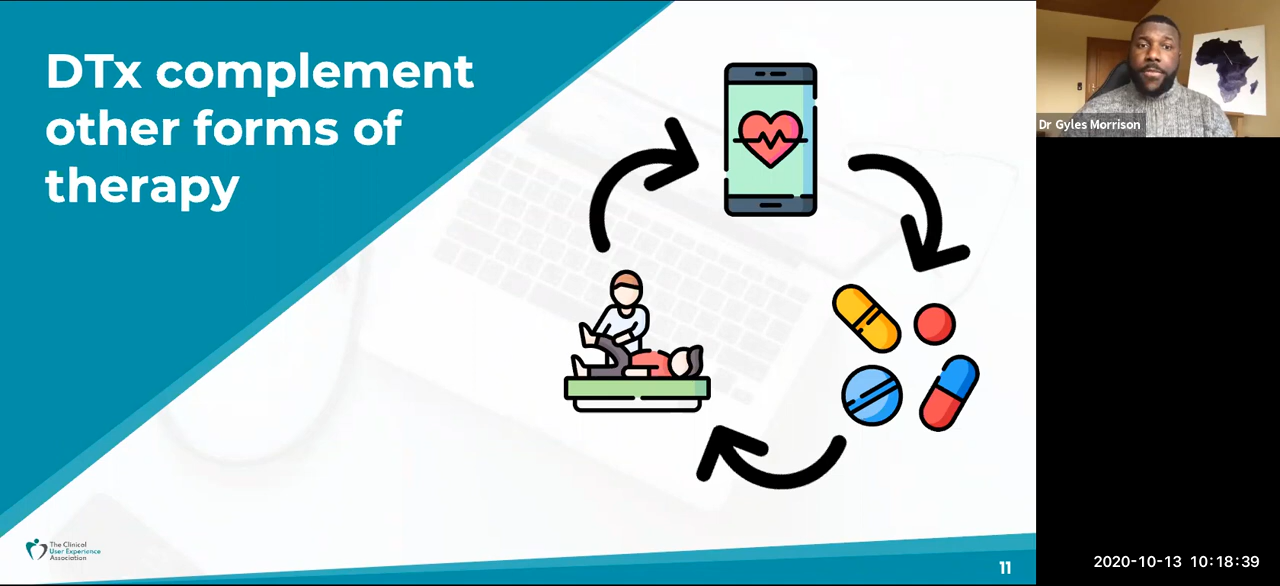 DTx complement
other forms of
therapy
Dr Gyles Morrison
The Clinical
User Experience
Association
11
2020-10-13 10:18:39